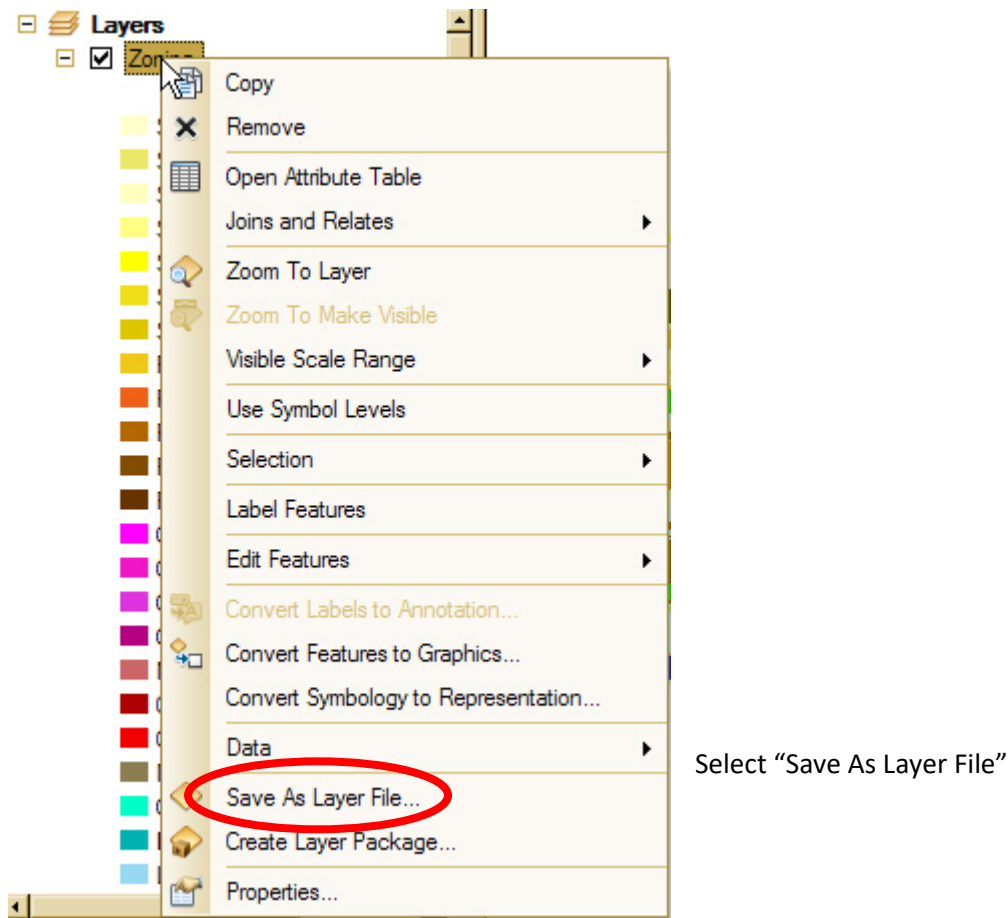 Layers
Copy
Remove
Open Attribute Table
Joins and Relates
Zoom To Layer
Zoom To Make Visible
Visible Scale Range
Use Symbol Levels
Selection
Label Features
Edit Features
Convert Labels to Annotation...
Convert Features to Graphics...
Convert Symbology to Representation...
Data
Save As Layer File...
Create Layer Package...
Properties...
Select “Save As Layer File”